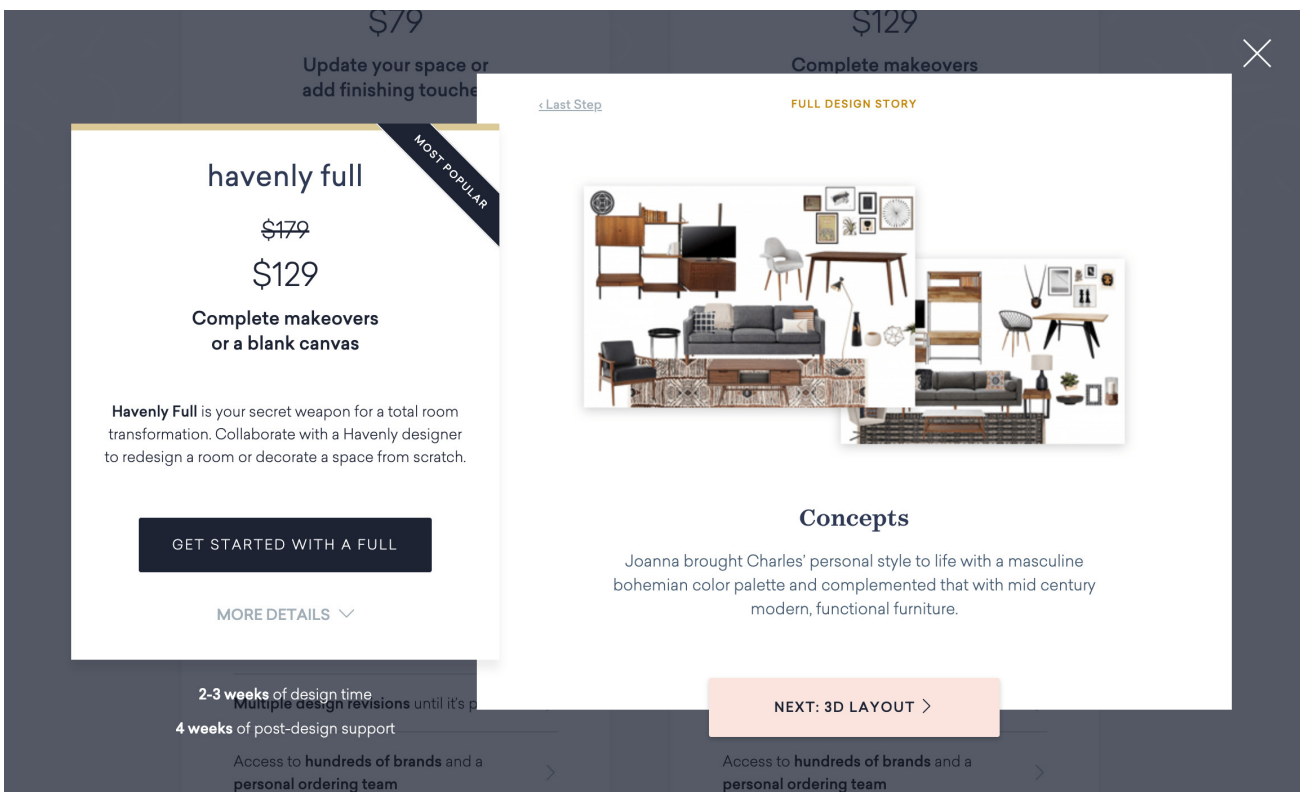 $79
$129
Update your space or
add finishing touche
Complete makeovers
‹ Last Step
FULL DESIGN STORY
MOST POPULAR
havenly full
$179
$129
Complete makeovers
or a blank canvas
Havenly Full is your secret weapon for a total room
transformation. Collaborate with a Havenly designer
to redesign a room or decorate a space from scratch.
GET STARTED WITH A FULL
MORE DETAILS
Concepts
Joanna brought Charles’ personal style to life with a masculine
bohemian color palette and complemented that with mid century
modern, functional furniture.
NEXT: 3D LAYOUT
2-3 weeks of design time
Multiple design revisions until it's p
4 weeks of post-design support
Access to hundreds of brands and a
personal ordering team
Access to hundreds of brands and a
personal ordering team